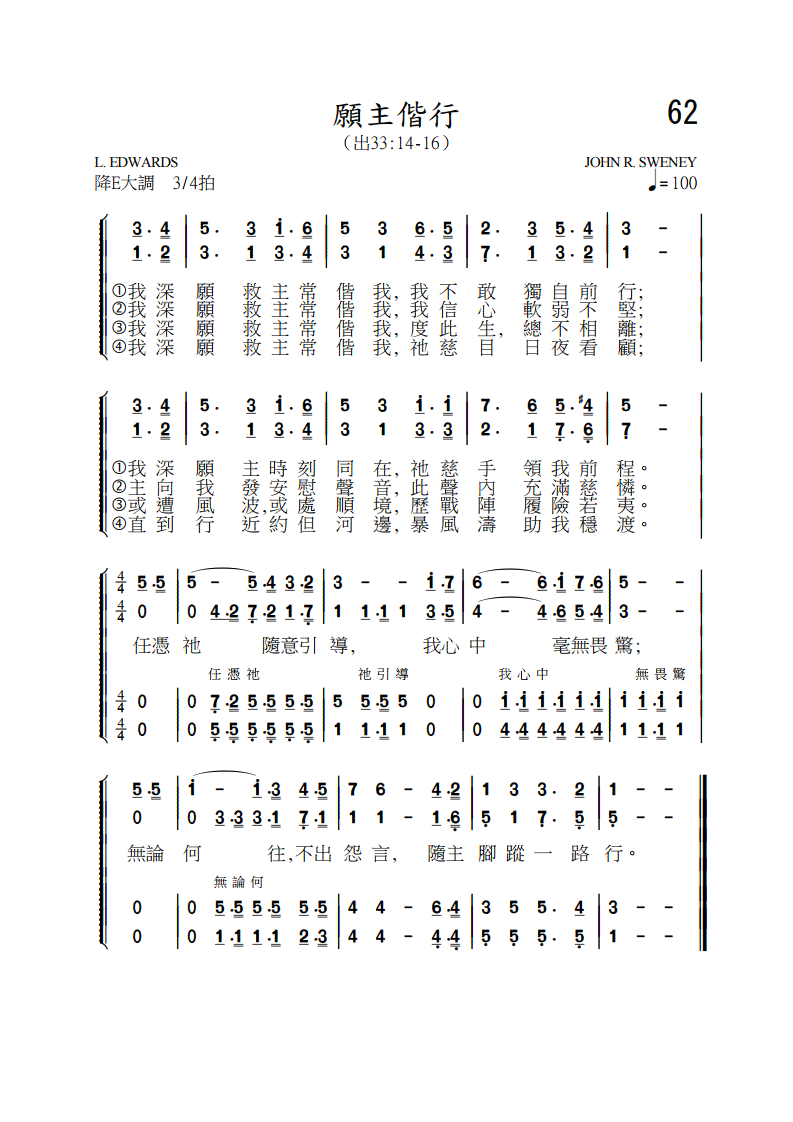 願主偕行
62
（出33:14-16）
L. EDWARDS
JOHN R. SWENEY
降E大調 3/4拍
♩=100
3. 4 | 5. 3 i. 6 | 5 3 6. 5 | 2. 3 5. 4 | 3 -
1. 2 | 3. 1 3. 4 | 3 1 4. 3 | 7. 1 3. 2 | 1 -
①我深願救主常偕我,我不敢獨自前行;
②我深願救主常偕我,我信心軟弱不堅;
③我深願救主常偕我,度此生,總不相離;
④我深願救主常偕我,祂慈目日夜看顧;
3. 4 | 5. 3 i. 6 | 5 3 i. i | 7. 6 5. #4 | 5 -
1. 2 | 3. 1 3. 4 | 3 1 3. 3 | 2. 1 7. 6 | 7 -
①我深願主時刻同在,祂慈手領我前程。
②主向我發安慰聲音,此聲內充滿慈憐。
③或遭風波,或處順境,歷戰陣履險若夷。
④直到行近約但河邊,暴風濤助我穩渡。
4/4 5.5 | 5 - 5.4 3.2 | 3 - - i.7 | 6 - 6.i 7.6 | 5 - -
4/4 0 | 0 4.2 7.2 1.7 | 1 1.1 1 3.5 | 4 - 4.6 5.4 | 3 - -
任憑祂 隨意引導, 我心中 毫無畏驚;
任憑祂 祂引導 我心中 無畏驚
4/4 0 | 0 7.2 5.5 5.5 | 5 5.5 5 0 | 0 i.i i.i i.i | i i.i i
4/4 0 | 0 5.5 5.5 5.5 | 1 1.1 1 0 | 0 4.4 4.4 4.4 | 1 1.1 1
5.5 | i - i.3 4.5 | 7 6 - 4.2 | 1 3 3. 2 | 1 - -
0 | 0 3.3 3.1 7.1 | 1 1 - 1.6 | 5 1 7. 5 | 5 - -
無論何 往,不出怨言, 隨主腳蹤一路行。
無論何
0 | 0 5.5 5.5 5.5 | 4 4 - 6.4 | 3 5 5. 4 | 3 - -
0 | 0 1.1 1.1 2.3 | 4 4 - 4.4 | 5 5 5. 5 | 1 - -